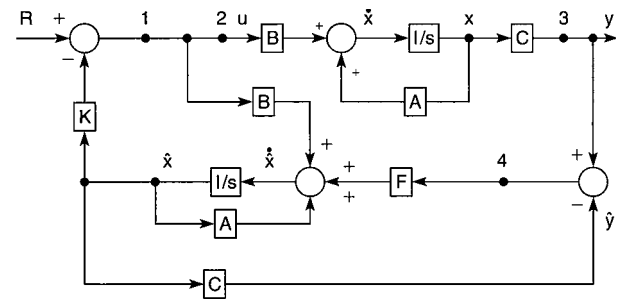 R + 1 2 u B + ẋ I/s x C 3 y
−
+ A
B
K
+
x̂ I/s x̂̇ + F 4 +
+ −
A ŷ
C